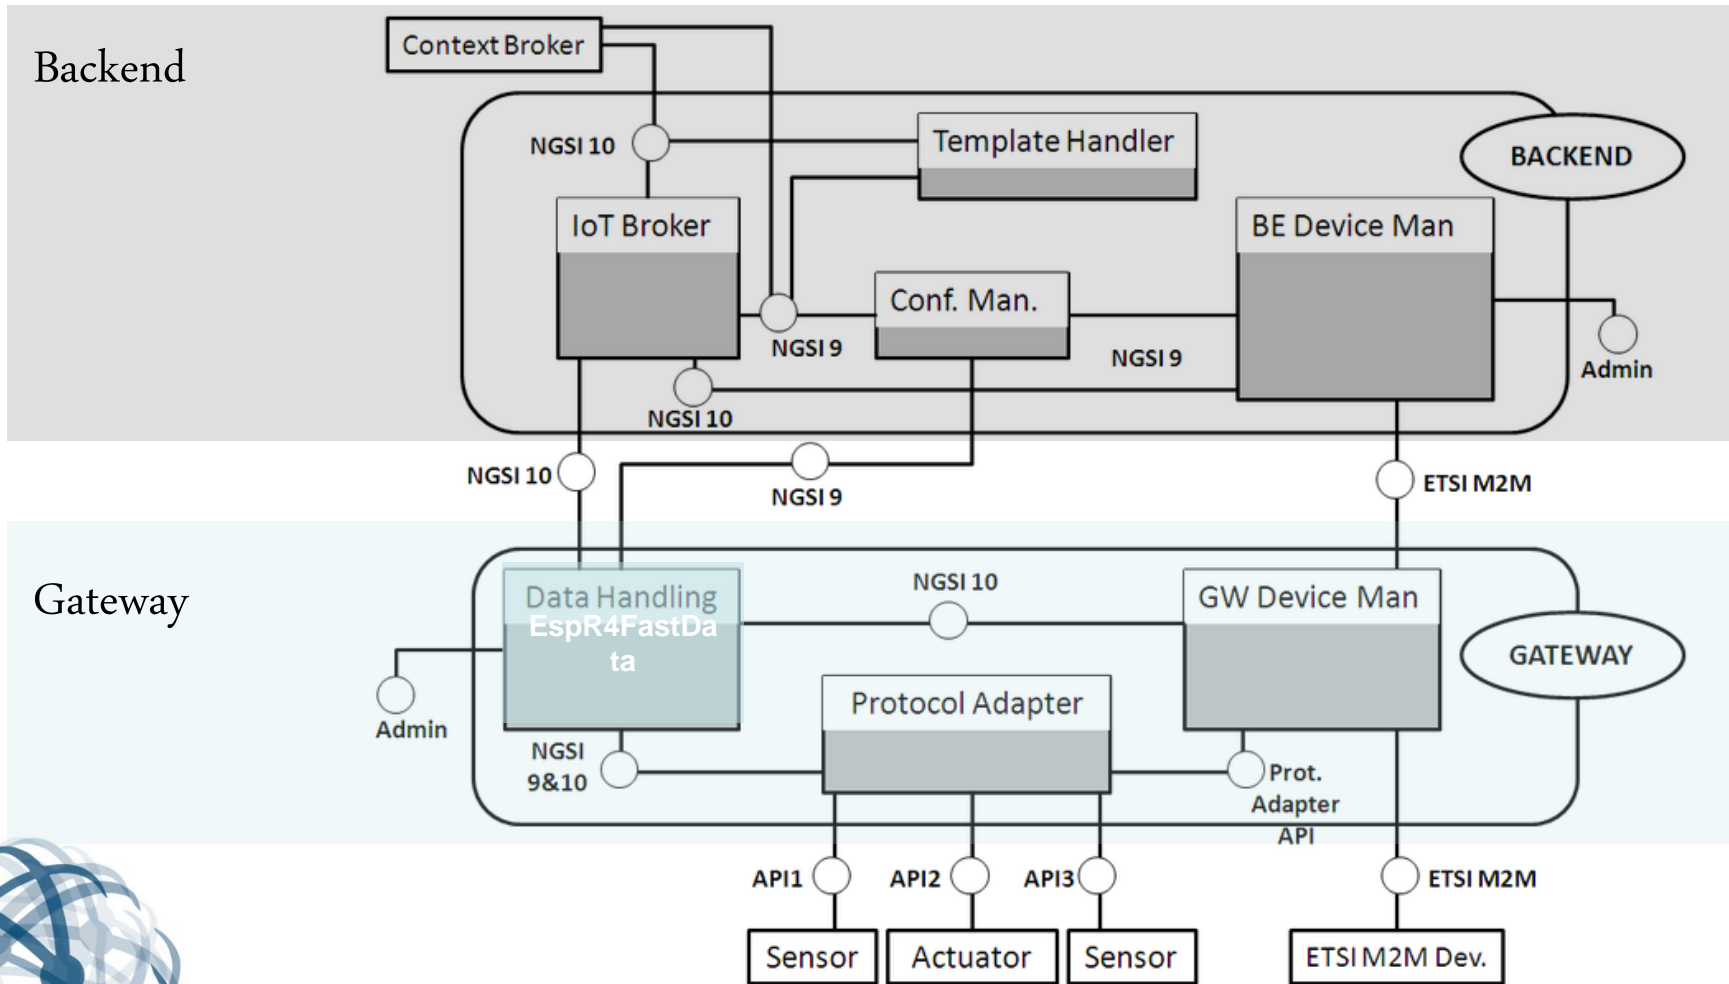 Context Broker
Backend
NGSI 10
Template Handler
BACKEND
IoT Broker
BE Device Man
Conf. Man.
NGSI 9
NGSI 9
Admin
NGSI 10
NGSI 10
NGSI 9
ETSI M2M
Gateway
Data Handling
EspR4FastDa
ta
NGSI 10
GW Device Man
GATEWAY
Protocol Adapter
Admin
NGSI
9&10
Prot.
Adapter
API
API1
API2
API3
ETSI M2M
Sensor
Actuator
Sensor
ETSI M2M Dev.